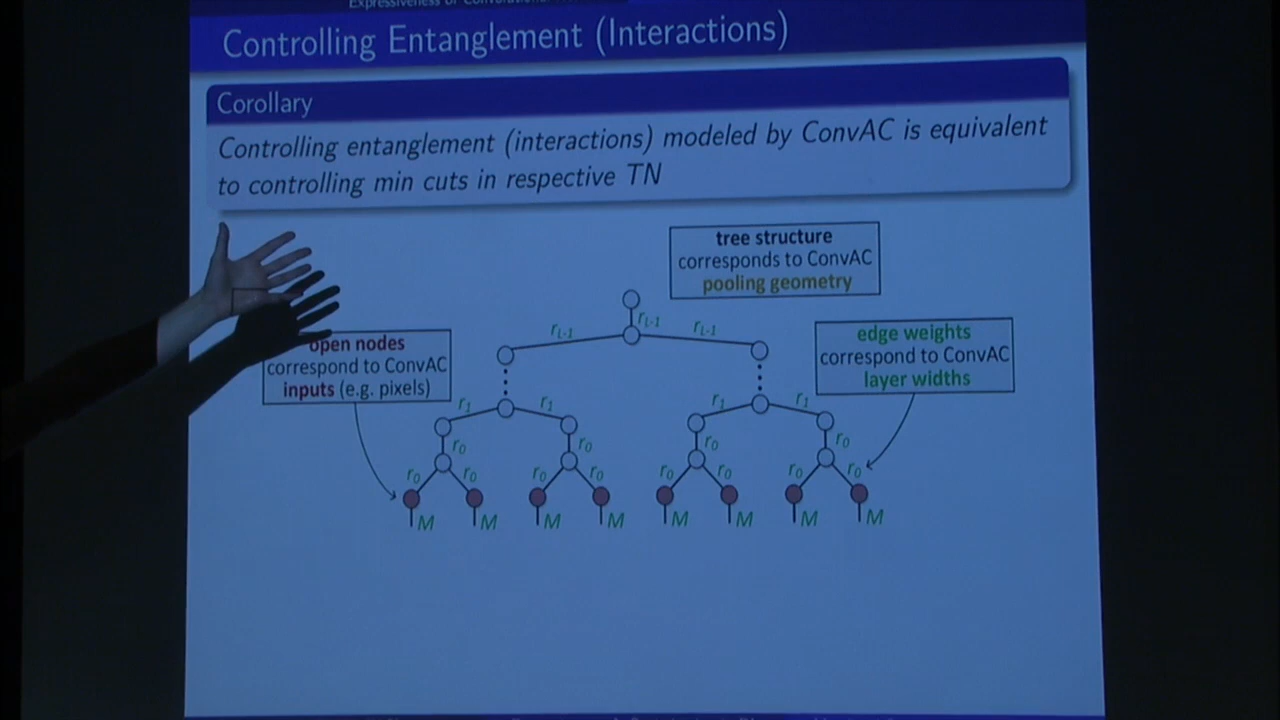 Expressiveness of Convolutional
Controlling Entanglement (Interactions)
Corollary
Controlling entanglement (interactions) modeled by ConvAC is equivalent
to controlling min cuts in respective TN
tree structure
corresponds to ConvAC
pooling geometry
open nodes
correspond to ConvAC
inputs (e.g. pixels)
edge weights
correspond to ConvAC
layer widths
r_{L-1} r_{L-1} r_{L-1}
r_1 r_1 r_1 r_1
r_0 r_0 r_0 r_0
r_0 r_0 r_0 r_0 r_0 r_0 r_0 r_0
M M M M M M M M